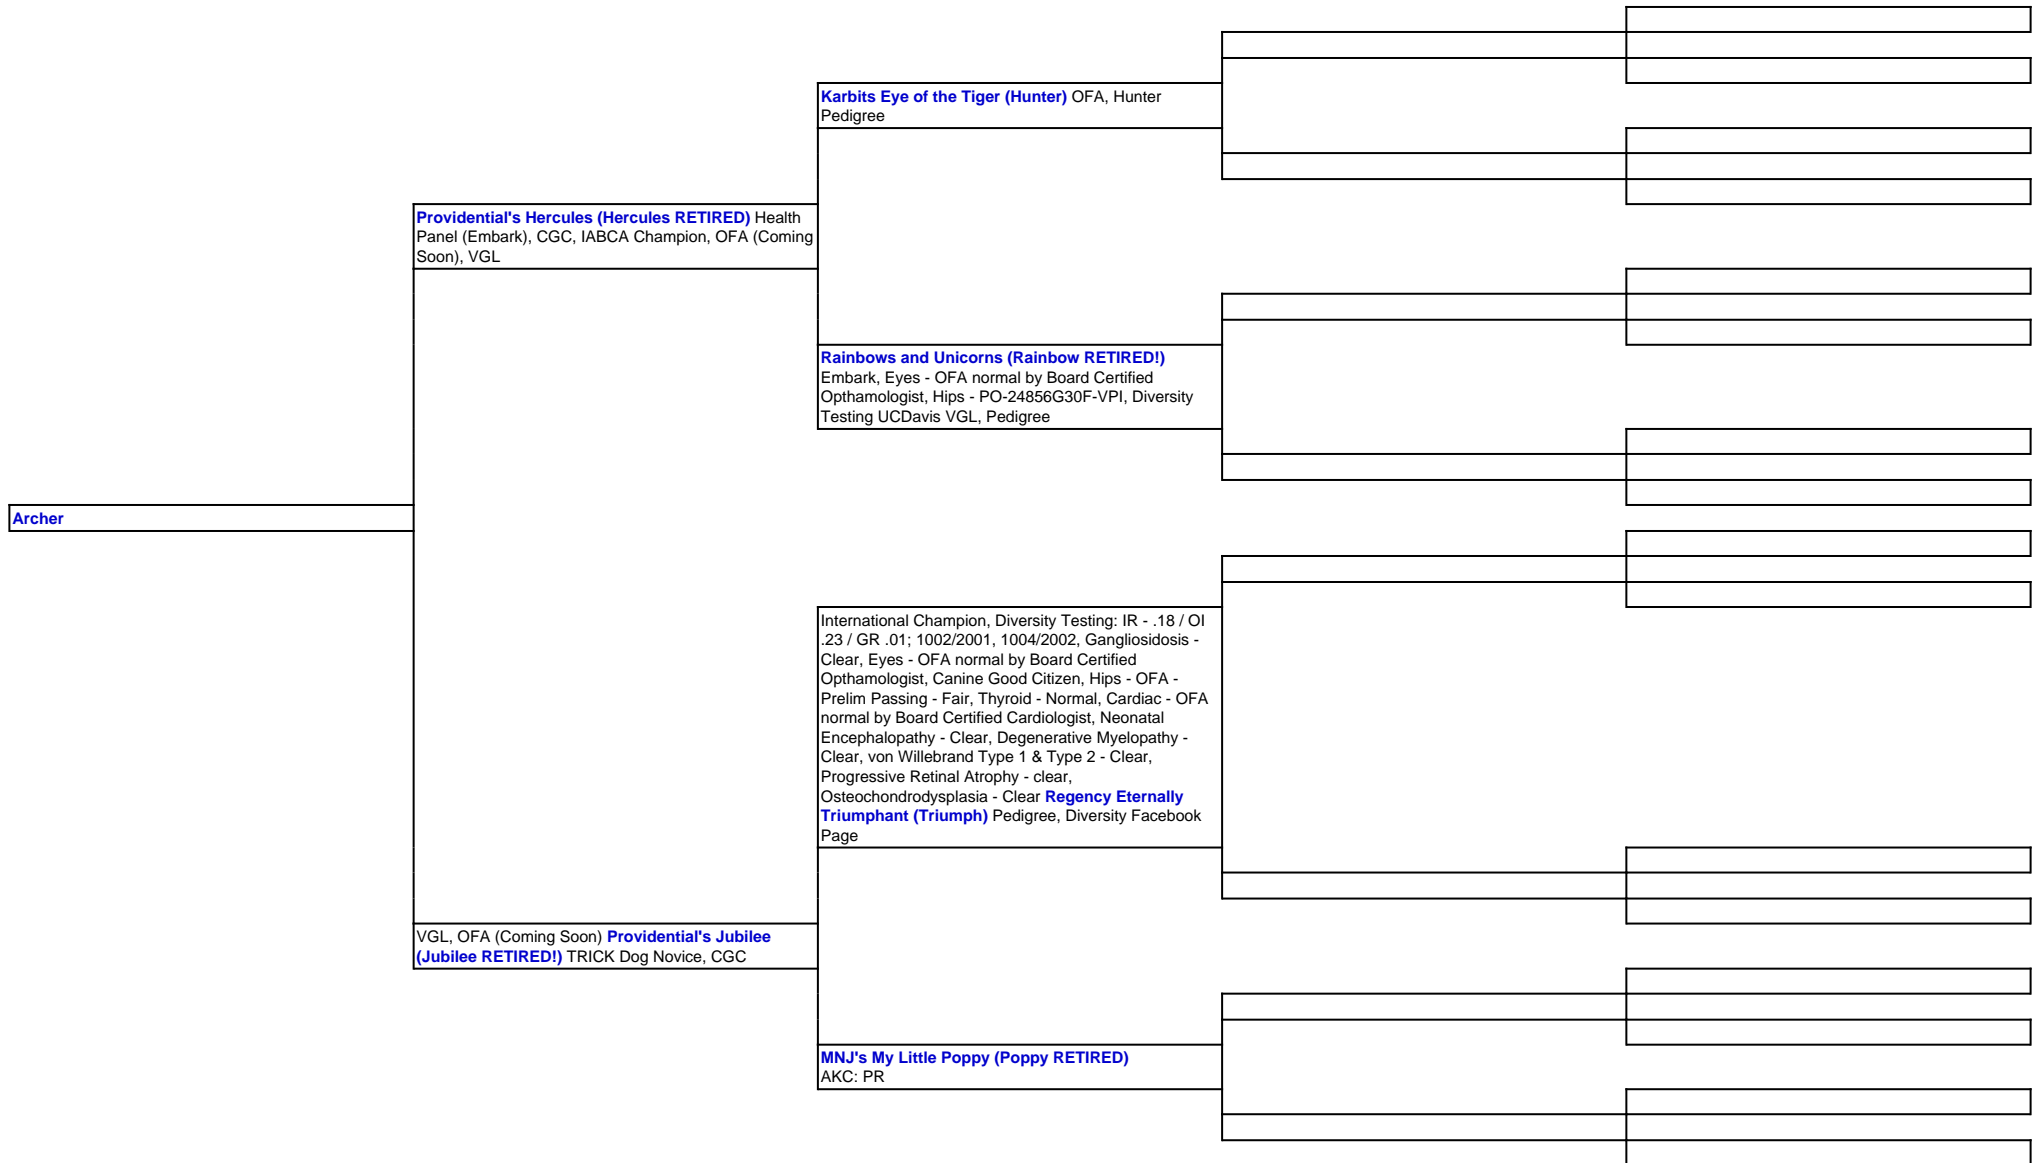 Karbits Eye of the Tiger (Hunter) OFA, Hunter
Pedigree
Providential's Hercules (Hercules RETIRED) Health
Panel (Embark), CGC, IABCA Champion, OFA (Coming
Soon), VGL
Rainbows and Unicorns (Rainbow RETIRED!)
Embark, Eyes - OFA normal by Board Certified
Opthamologist, Hips - PO-24856G30F-VPI, Diversity
Testing UCDavis VGL, Pedigree
Archer
International Champion, Diversity Testing: IR - .18 / OI
.23 / GR .01; 1002/2001, 1004/2002, Gangliosidosis -
Clear, Eyes - OFA normal by Board Certified
Opthamologist, Canine Good Citizen, Hips - OFA -
Prelim Passing - Fair, Thyroid - Normal, Cardiac - OFA
normal by Board Certified Cardiologist, Neonatal
Encephalopathy - Clear, Degenerative Myelopathy -
Clear, von Willebrand Type 1 & Type 2 - Clear,
Progressive Retinal Atrophy - clear,
Osteochondrodysplasia - Clear Regency Eternally
Triumphant (Triumph) Pedigree, Diversity Facebook
Page
VGL, OFA (Coming Soon) Providential's Jubilee
(Jubilee RETIRED!) TRICK Dog Novice, CGC
MNJ's My Little Poppy (Poppy RETIRED)
AKC: PR